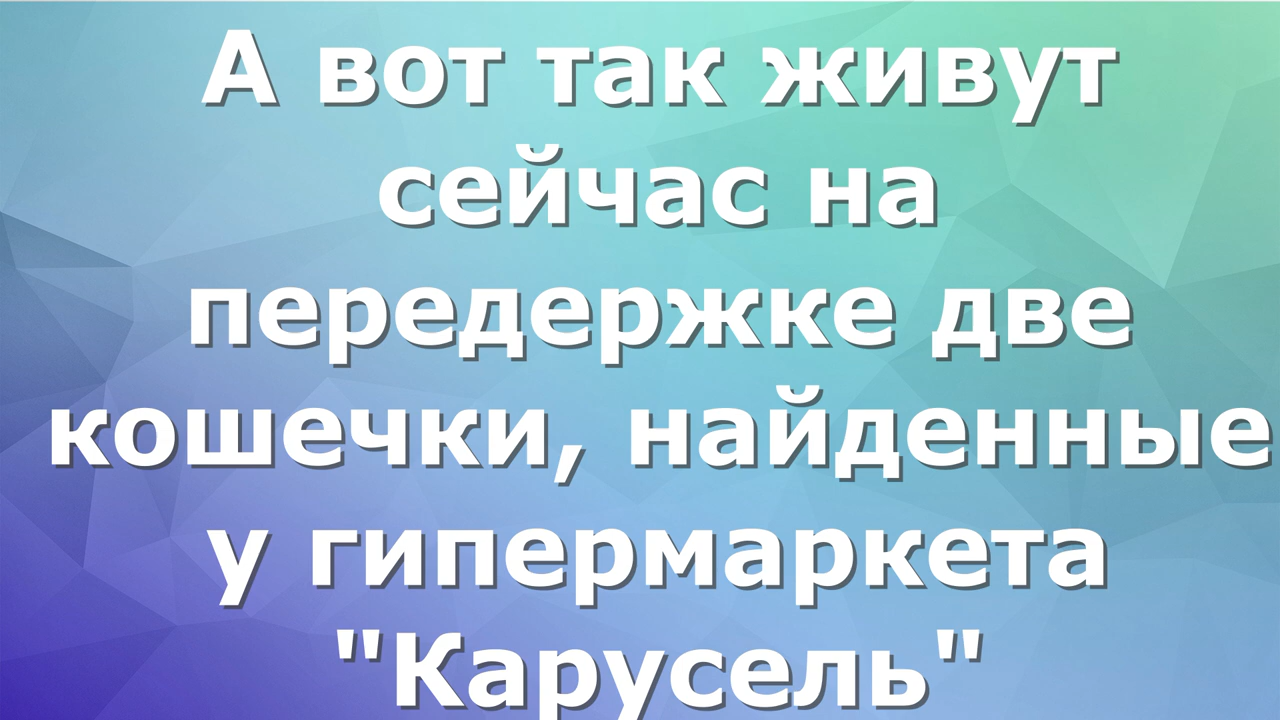 А вот так живут
сейчас на
передержке две
кошечки, найденные
у гипермаркета
"Карусель"